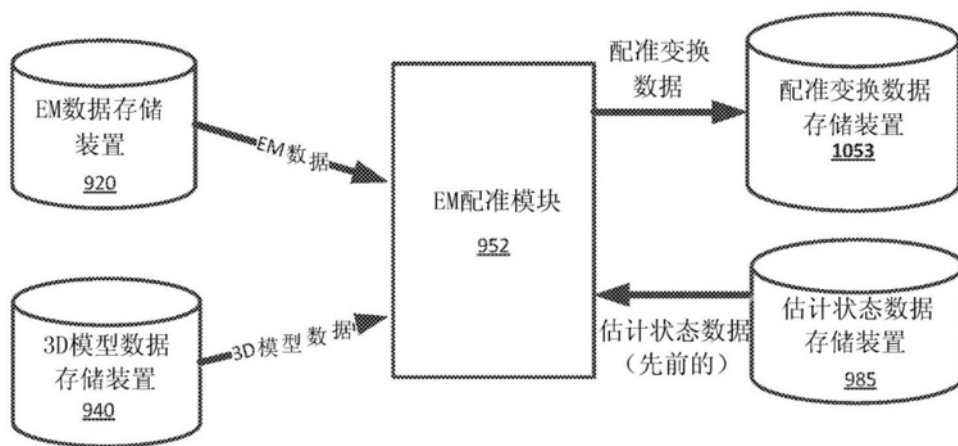 EM数据存储
装置
920
EM数据
3D模型数据
存储装置
940
3D模型数据
EM配准模块
952
配准变换
数据
配准变换数据
存储装置
1053
估计状态数据
（先前的）
估计状态数据
存储装置
985